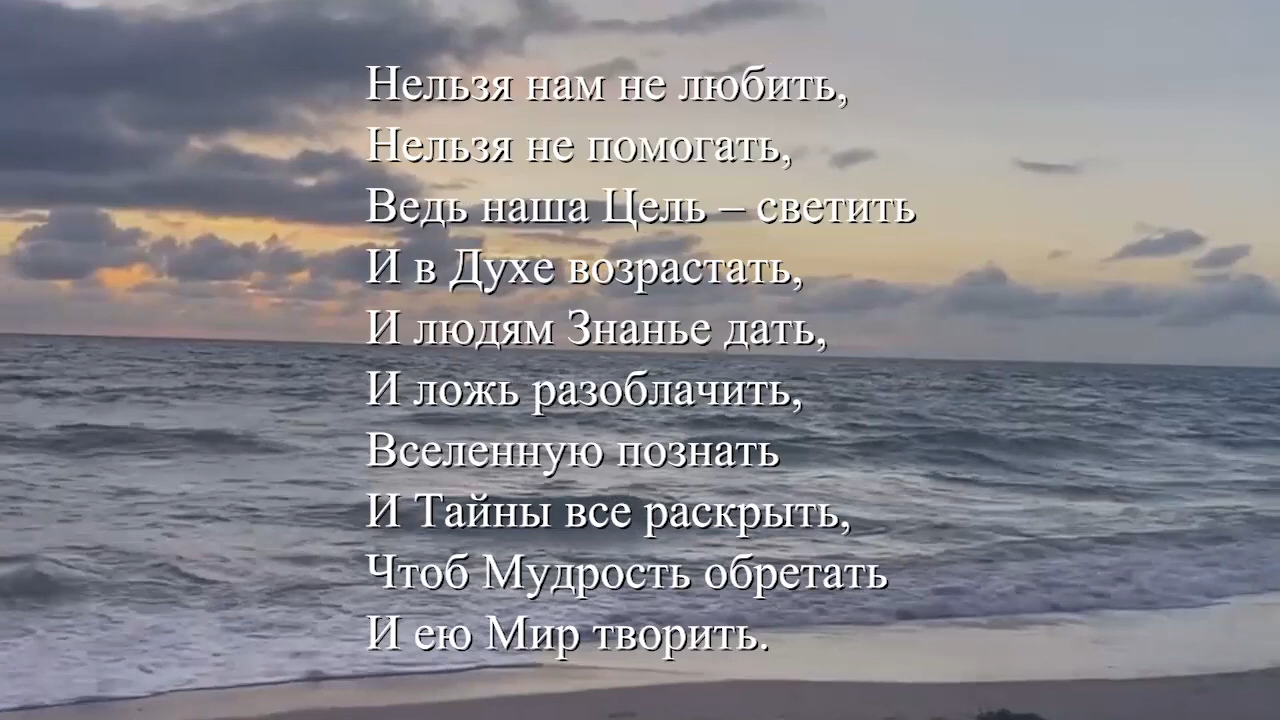 Нельзя нам не любить,
Нельзя не помогать,
Ведь наша Цель – светить
И в Духе возрастать,
И людям Знанье дать,
И ложь разоблачить,
Вселенную познать
И Тайны все раскрыть,
Чтоб Мудрость обретать
И ею Мир творить.